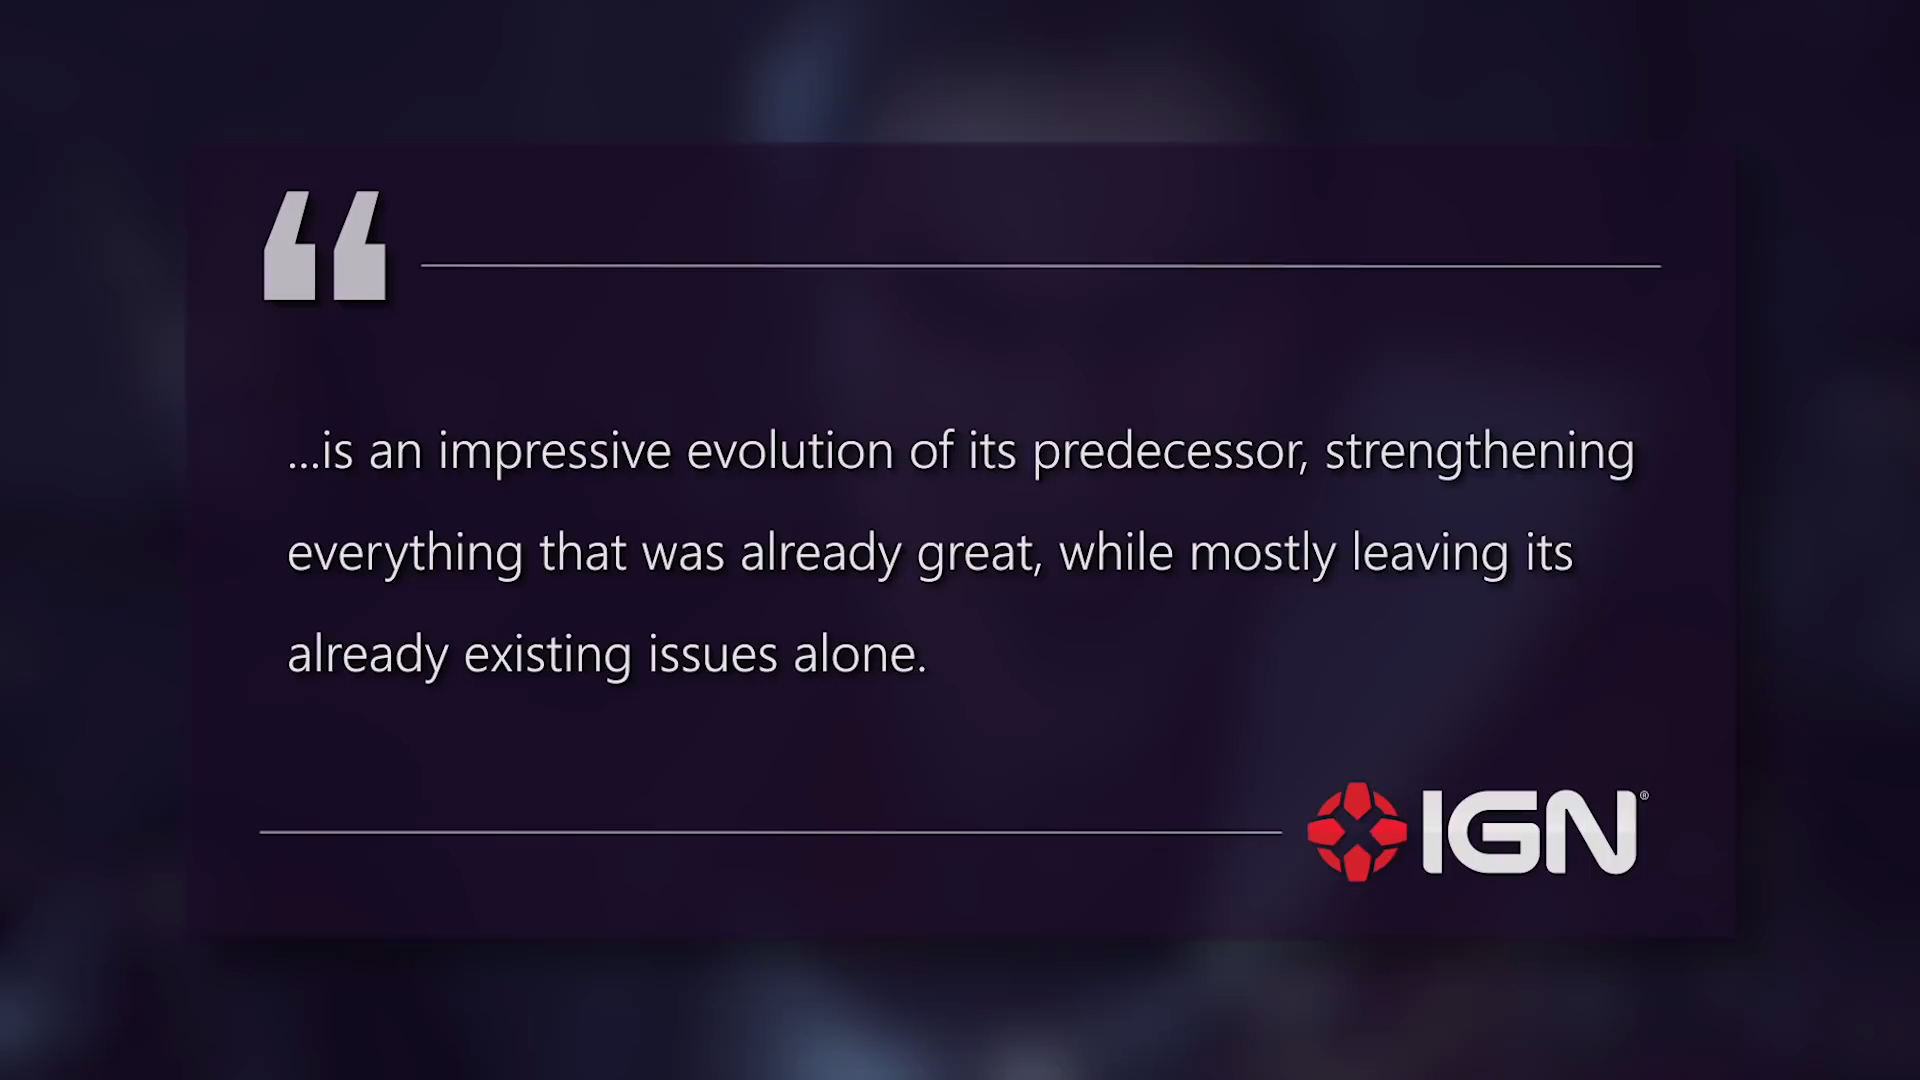 “
...is an impressive evolution of its predecessor, strengthening
everything that was already great, while mostly leaving its
already existing issues alone.
IGN®